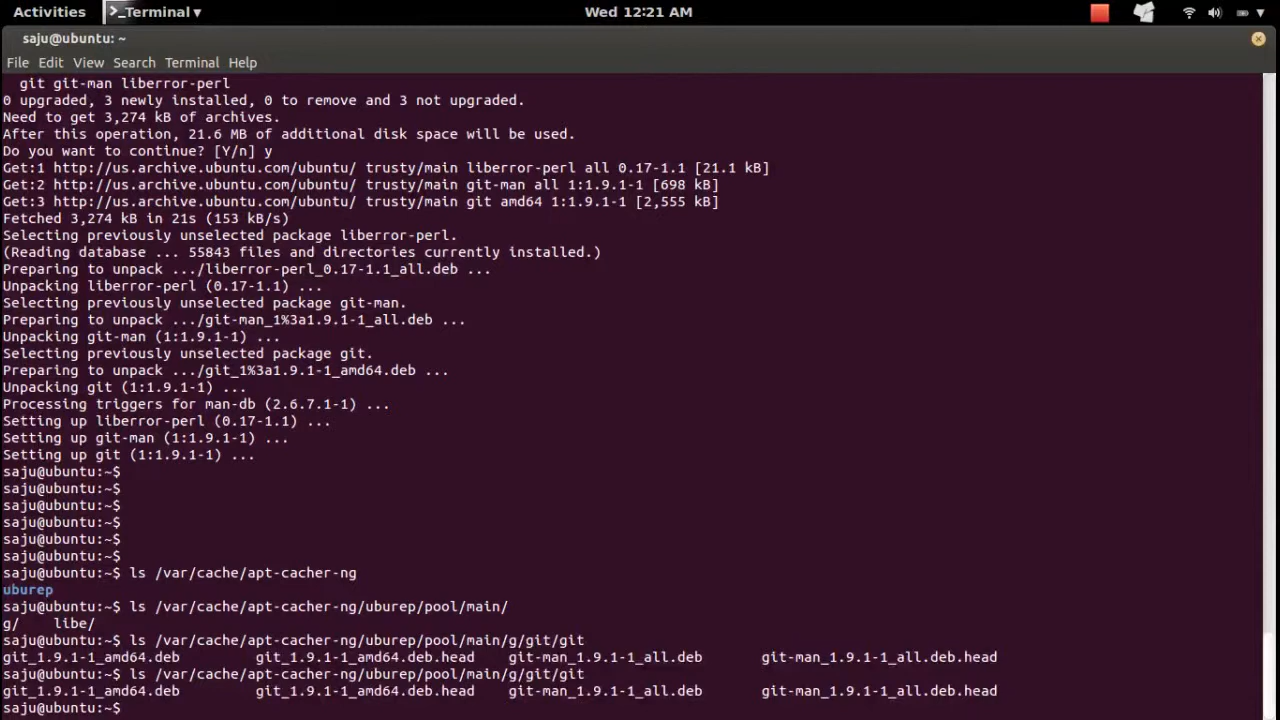 Activities
>_Terminal ▾
Wed 12:21 AM
saju@ubuntu: ~
File Edit View Search Terminal Help
  git git-man liberror-perl
0 upgraded, 3 newly installed, 0 to remove and 3 not upgraded.
Need to get 3,274 kB of archives.
After this operation, 21.6 MB of additional disk space will be used.
Do you want to continue? [Y/n] y
Get:1 http://us.archive.ubuntu.com/ubuntu/ trusty/main liberror-perl all 0.17-1.1 [21.1 kB]
Get:2 http://us.archive.ubuntu.com/ubuntu/ trusty/main git-man all 1:1.9.1-1 [698 kB]
Get:3 http://us.archive.ubuntu.com/ubuntu/ trusty/main git amd64 1:1.9.1-1 [2,555 kB]
Fetched 3,274 kB in 21s (153 kB/s)
Selecting previously unselected package liberror-perl.
(Reading database ... 55843 files and directories currently installed.)
Preparing to unpack .../liberror-perl_0.17-1.1_all.deb ...
Unpacking liberror-perl (0.17-1.1) ...
Selecting previously unselected package git-man.
Preparing to unpack .../git-man_1%3a1.9.1-1_all.deb ...
Unpacking git-man (1:1.9.1-1) ...
Selecting previously unselected package git.
Preparing to unpack .../git_1%3a1.9.1-1_amd64.deb ...
Unpacking git (1:1.9.1-1) ...
Processing triggers for man-db (2.6.7.1-1) ...
Setting up liberror-perl (0.17-1.1) ...
Setting up git-man (1:1.9.1-1) ...
Setting up git (1:1.9.1-1) ...
saju@ubuntu:~$
saju@ubuntu:~$
saju@ubuntu:~$
saju@ubuntu:~$
saju@ubuntu:~$
saju@ubuntu:~$
saju@ubuntu:~$ ls /var/cache/apt-cacher-ng
uburep
saju@ubuntu:~$ ls /var/cache/apt-cacher-ng/uburep/pool/main/
g/    libe/
saju@ubuntu:~$ ls /var/cache/apt-cacher-ng/uburep/pool/main/g/git/git
git_1.9.1-1_amd64.deb         git_1.9.1-1_amd64.deb.head    git-man_1.9.1-1_all.deb       git-man_1.9.1-1_all.deb.head
saju@ubuntu:~$ ls /var/cache/apt-cacher-ng/uburep/pool/main/g/git/git
git_1.9.1-1_amd64.deb         git_1.9.1-1_amd64.deb.head    git-man_1.9.1-1_all.deb       git-man_1.9.1-1_all.deb.head
saju@ubuntu:~$